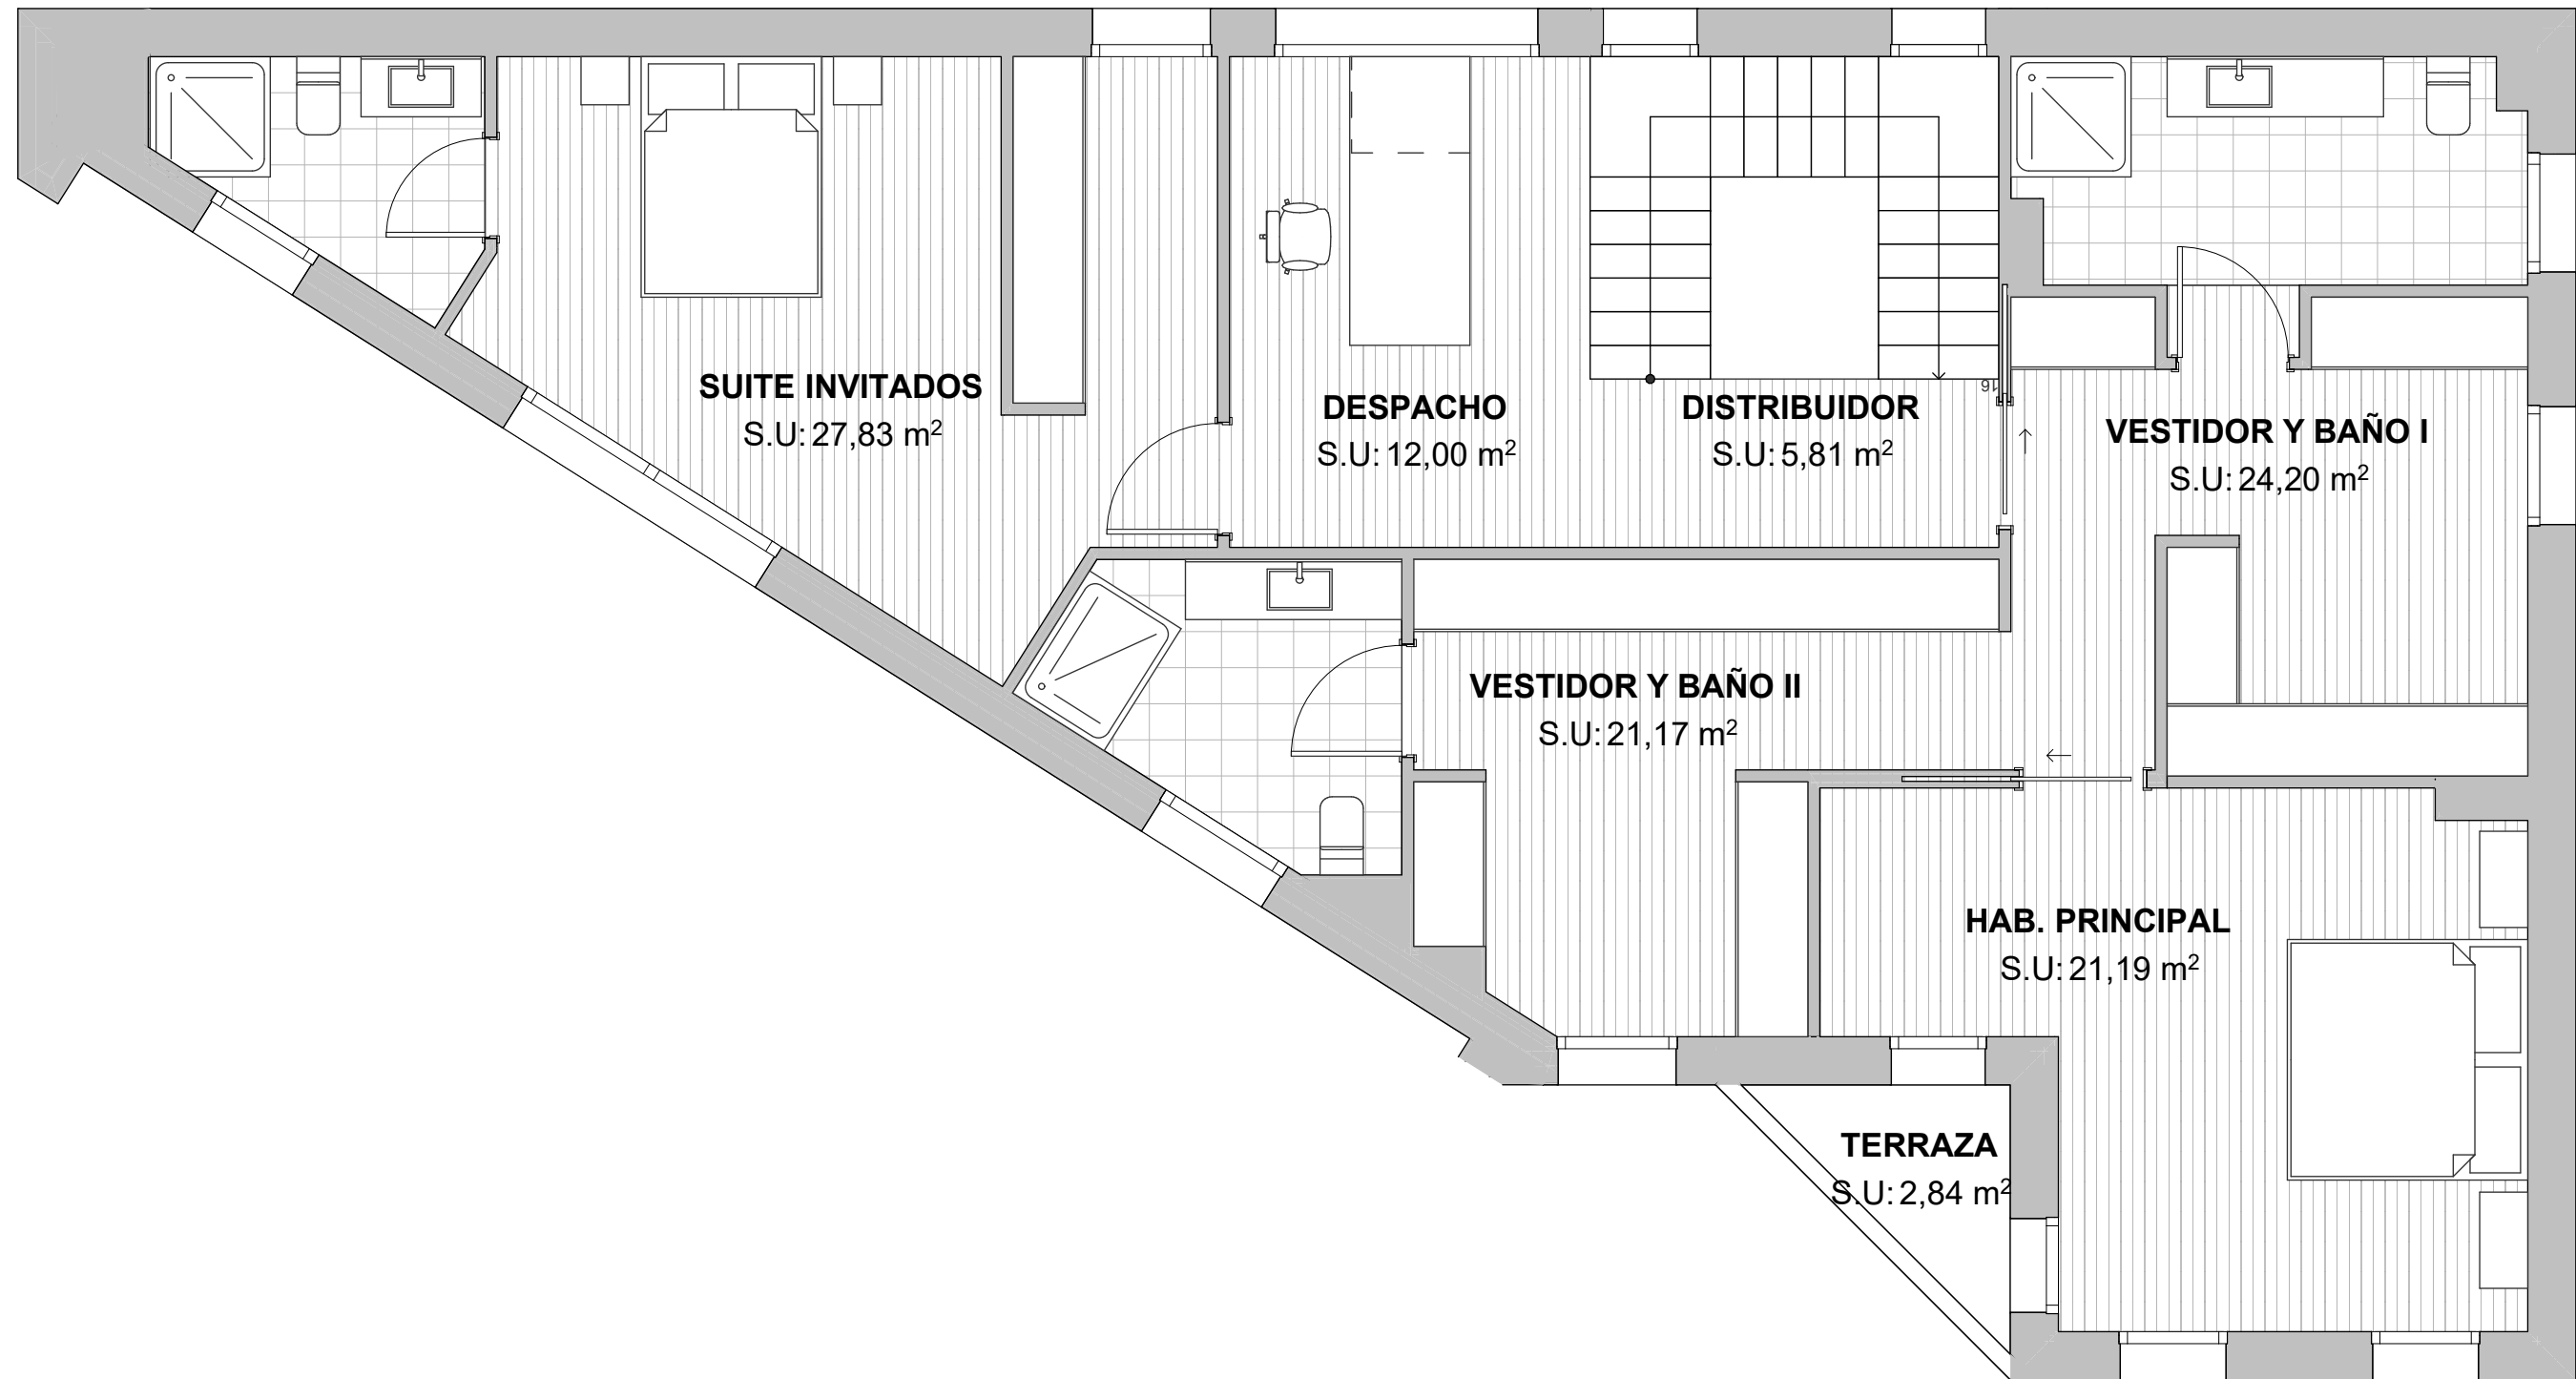 SUITE INVITADOS
S.U: 27,83 m²
DESPACHO
S.U: 12,00 m²
DISTRIBUIDOR
S.U: 5,81 m²
16
VESTIDOR Y BAÑO I
S.U: 24,20 m²
VESTIDOR Y BAÑO II
S.U: 21,17 m²
HAB. PRINCIPAL
S.U: 21,19 m²
TERRAZA
S.U: 2,84 m²